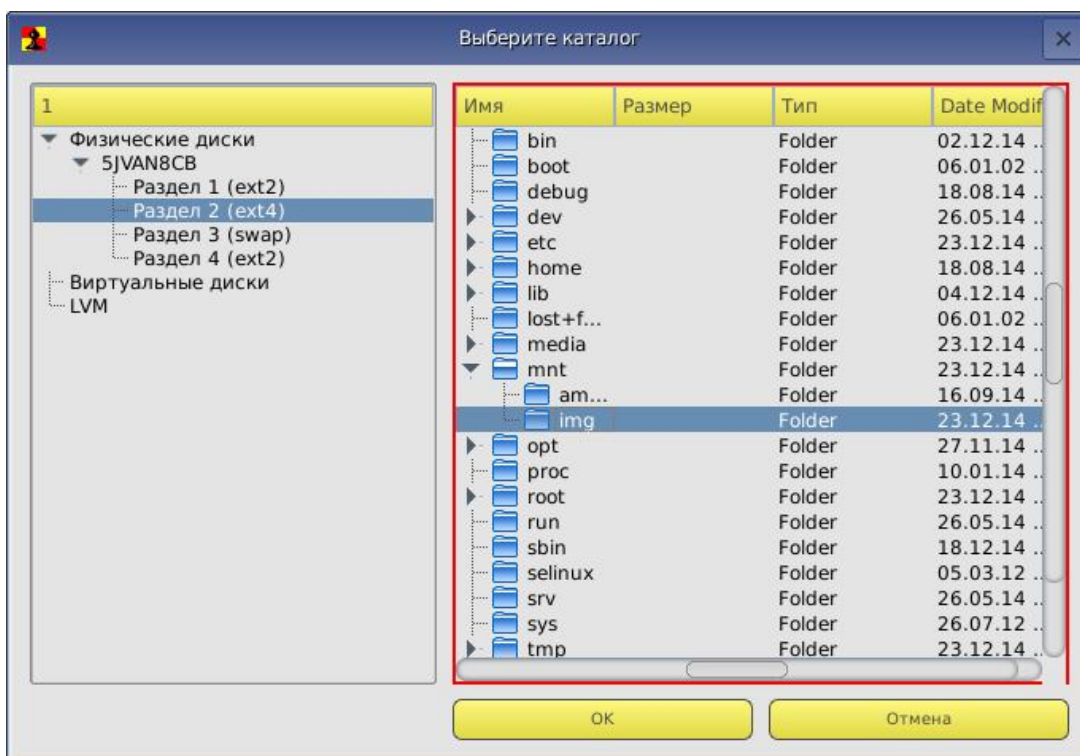 Выберите каталог
1
Физические диски
5JVAN8CB
Раздел 1 (ext2)
Раздел 2 (ext4)
Раздел 3 (swap)
Раздел 4 (ext2)
Виртуальные диски
LVM
Имя Размер Тип Date Modif
bin Folder 02.12.14 ..
boot Folder 06.01.02 ..
debug Folder 18.08.14 ..
dev Folder 26.05.14 ..
etc Folder 23.12.14 ..
home Folder 18.08.14 ..
lib Folder 04.12.14 ..
lost+f... Folder 06.01.02 ..
media Folder 23.12.14 ..
mnt Folder 23.12.14 ..
am... Folder 16.09.14 ..
img Folder 23.12.14 ..
opt Folder 27.11.14 ..
proc Folder 10.01.14 ..
root Folder 23.12.14 ..
run Folder 26.05.14 ..
sbin Folder 18.12.14 ..
selinux Folder 05.03.12 ..
srv Folder 26.05.14 ..
sys Folder 26.07.12 ..
tmp Folder 23.12.14 ..
OK Отмена